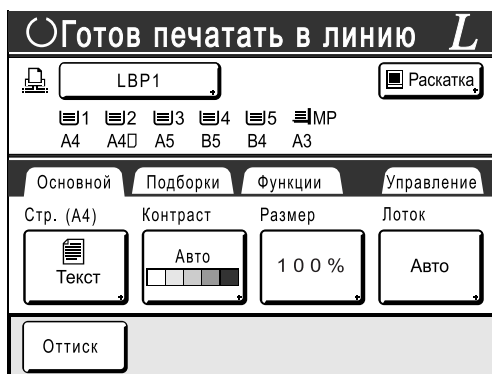 Готов печатать в линию L
LBP1 Раскатка
1 2 3 4 5 MP
A4 A4 A5 B5 B4 A3
Основной Подборки Функции Управление
Стр. (A4) Контраст Размер Лоток
Текст Авто 100% Авто
Оттиск